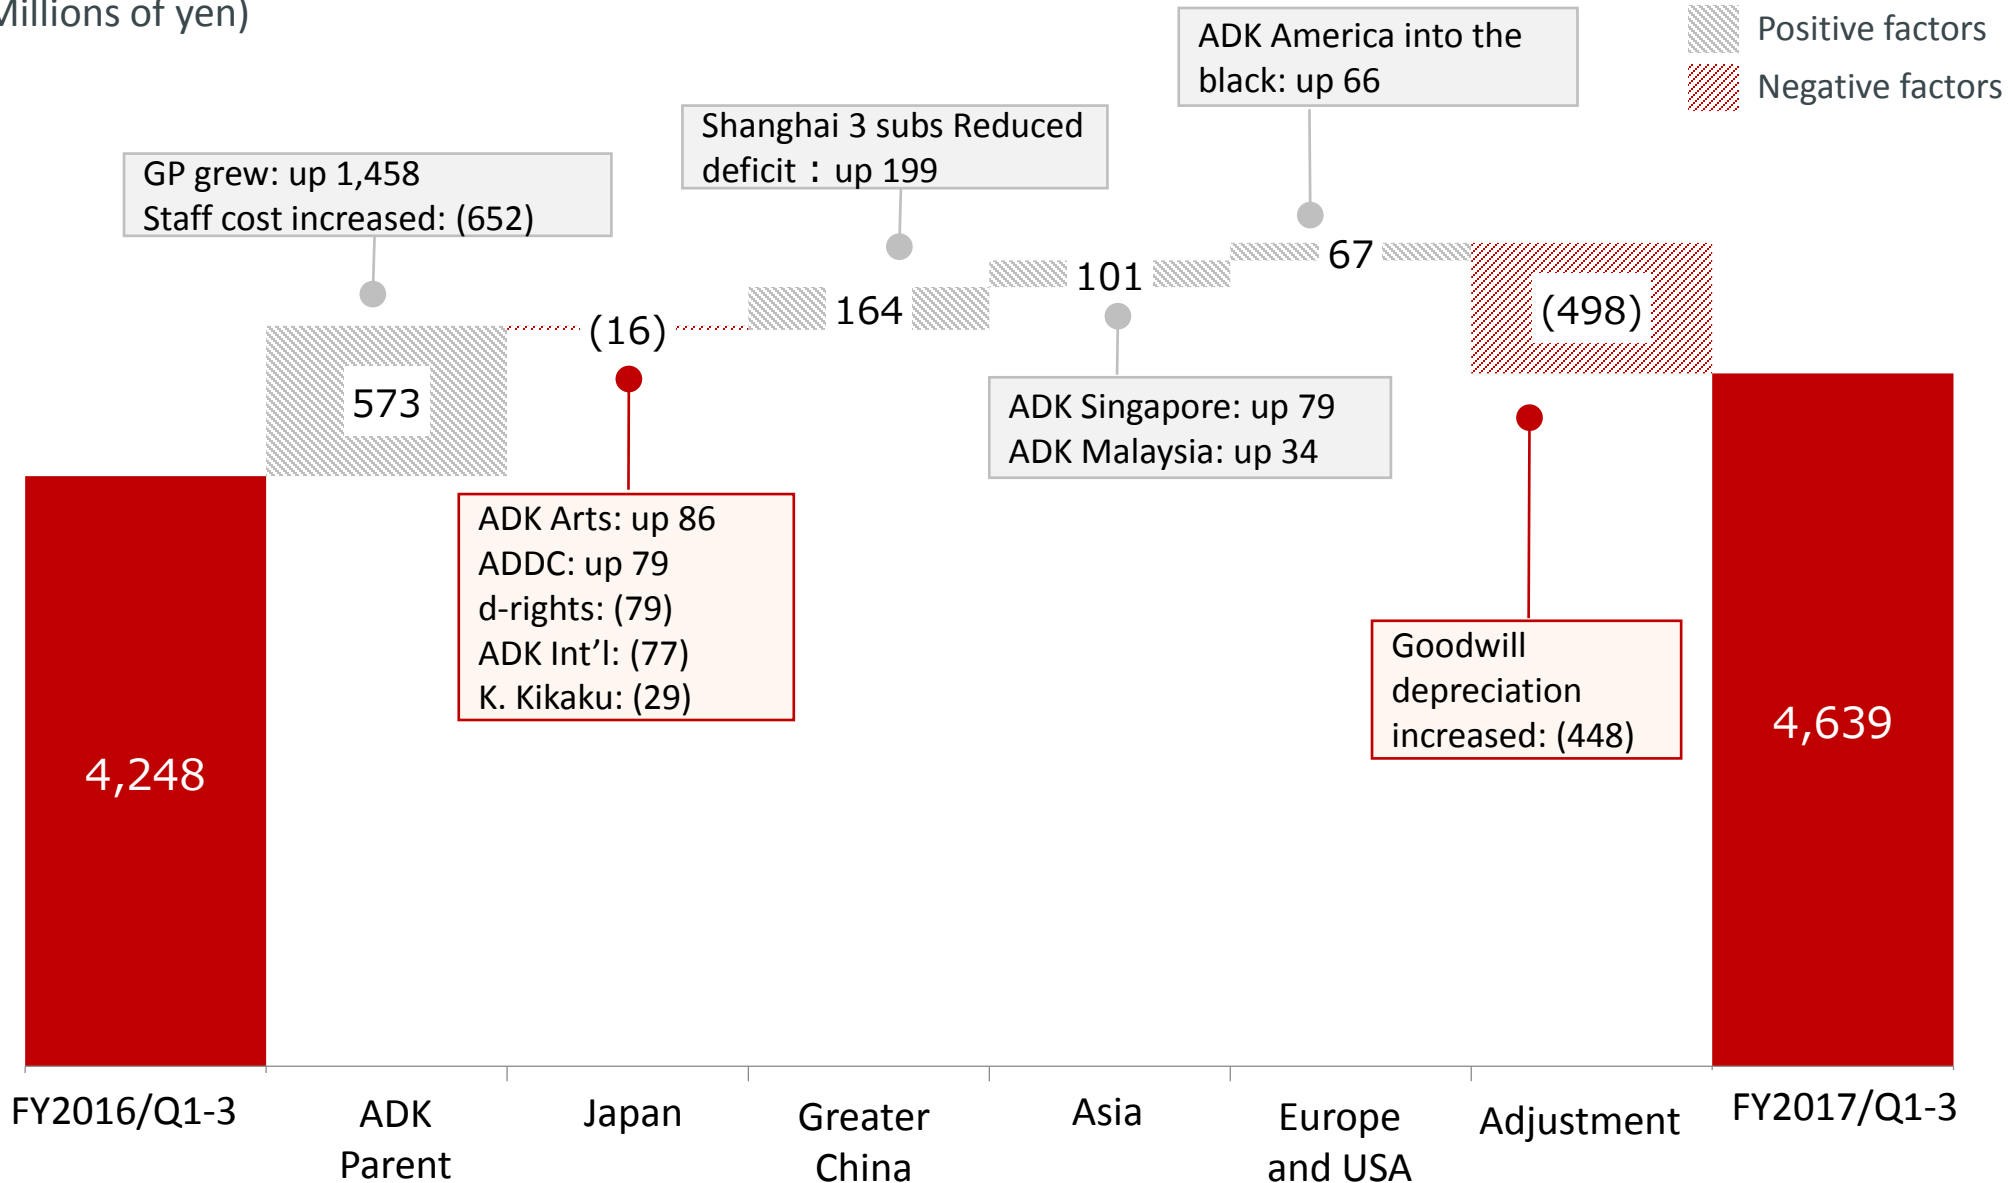 Millions of yen)
Positive factors
Negative factors
ADK America into the
black: up 66
Shanghai 3 subs Reduced
deficit：up 199
GP grew: up 1,458
Staff cost increased: (652)
573
(16)
164
101
67
(498)
ADK Singapore: up 79
ADK Malaysia: up 34
ADK Arts: up 86
ADDC: up 79
d-rights: (79)
ADK Int’l: (77)
K. Kikaku: (29)
Goodwill
depreciation
increased: (448)
4,248
4,639
FY2016/Q1-3
ADK
Parent
Japan
Greater
China
Asia
Europe
and USA
Adjustment
FY2017/Q1-3